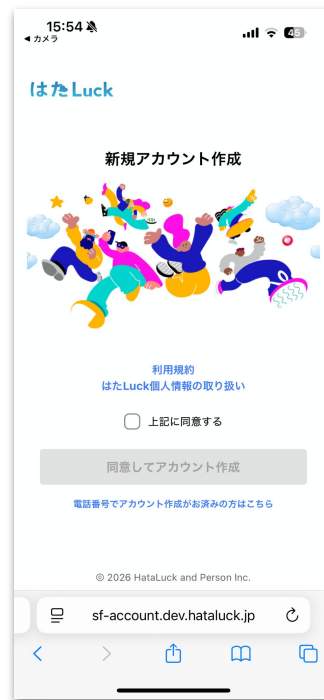 15:54
45
カメラ
はたLuck
新規アカウント作成
利用規約
はたLuck個人情報の取り扱い
上記に同意する
同意してアカウント作成
電話番号でアカウント作成がお済みの方はこちら
© 2026 HataLuck and Person Inc.
sf-account.dev.hataluck.jp